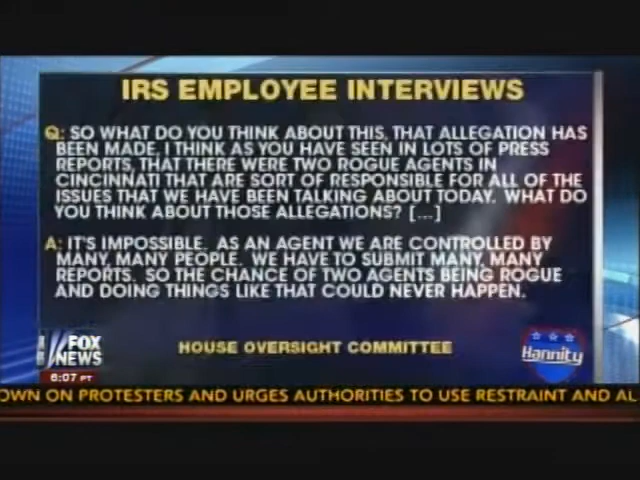 IRS EMPLOYEE INTERVIEWS
Q: SO WHAT DO YOU THINK ABOUT THIS, THAT ALLEGATION HAS
BEEN MADE, I THINK AS YOU HAVE SEEN IN LOTS OF PRESS
REPORTS, THAT THERE WERE TWO ROGUE AGENTS IN
CINCINNATI THAT ARE SORT OF RESPONSIBLE FOR ALL OF THE
ISSUES THAT WE HAVE BEEN TALKING ABOUT TODAY. WHAT DO
YOU THINK ABOUT THOSE ALLEGATIONS? [...]
A: IT'S IMPOSSIBLE. AS AN AGENT WE ARE CONTROLLED BY
MANY, MANY PEOPLE. WE HAVE TO SUBMIT MANY, MANY
REPORTS. SO THE CHANCE OF TWO AGENTS BEING ROGUE
AND DOING THINGS LIKE THAT COULD NEVER HAPPEN.
HOUSE OVERSIGHT COMMITTEE
FOX
NEWS
6:07 PT
Hannity
OWN ON PROTESTERS AND URGES AUTHORITIES TO USE RESTRAINT AND AL